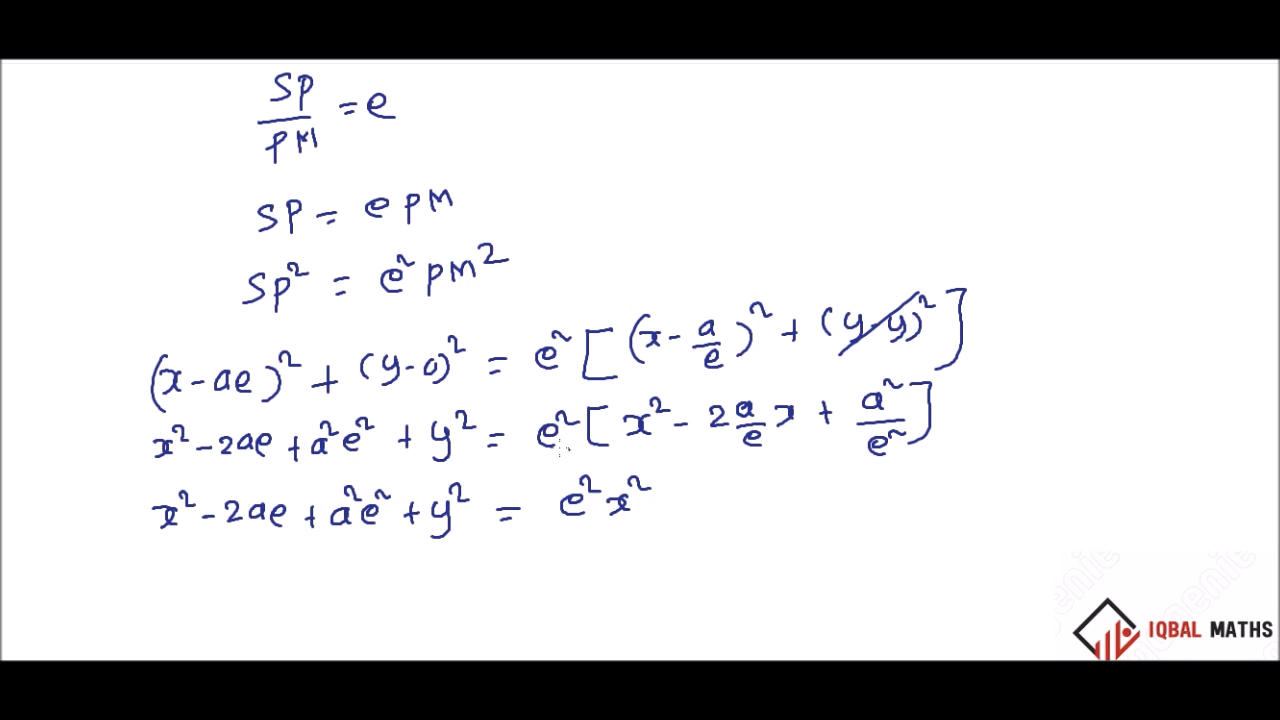 SP/PM = e
SP = e PM
SP² = e² PM²
(x - ae)² + (y - 0)² = e² [(x - a/e)² + (y - y)²]
x² - 2ae + a²e² + y² = e² [x² - 2 a/e x + a²/e²]
x² - 2ae + a²e² + y² = e²x²
IQBAL MATHS